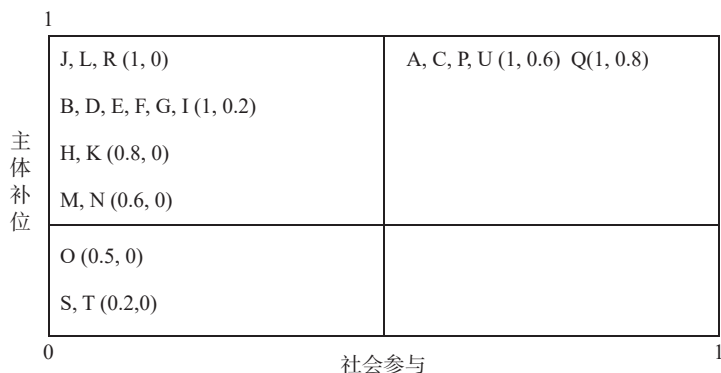 1
J, L, R (1, 0)
A, C, P, U (1, 0.6) Q(1, 0.8)
B, D, E, F, G, I (1, 0.2)
H, K (0.8, 0)
M, N (0.6, 0)
主体补位
O (0.5, 0)
S, T (0.2,0)
0
社会参与
1